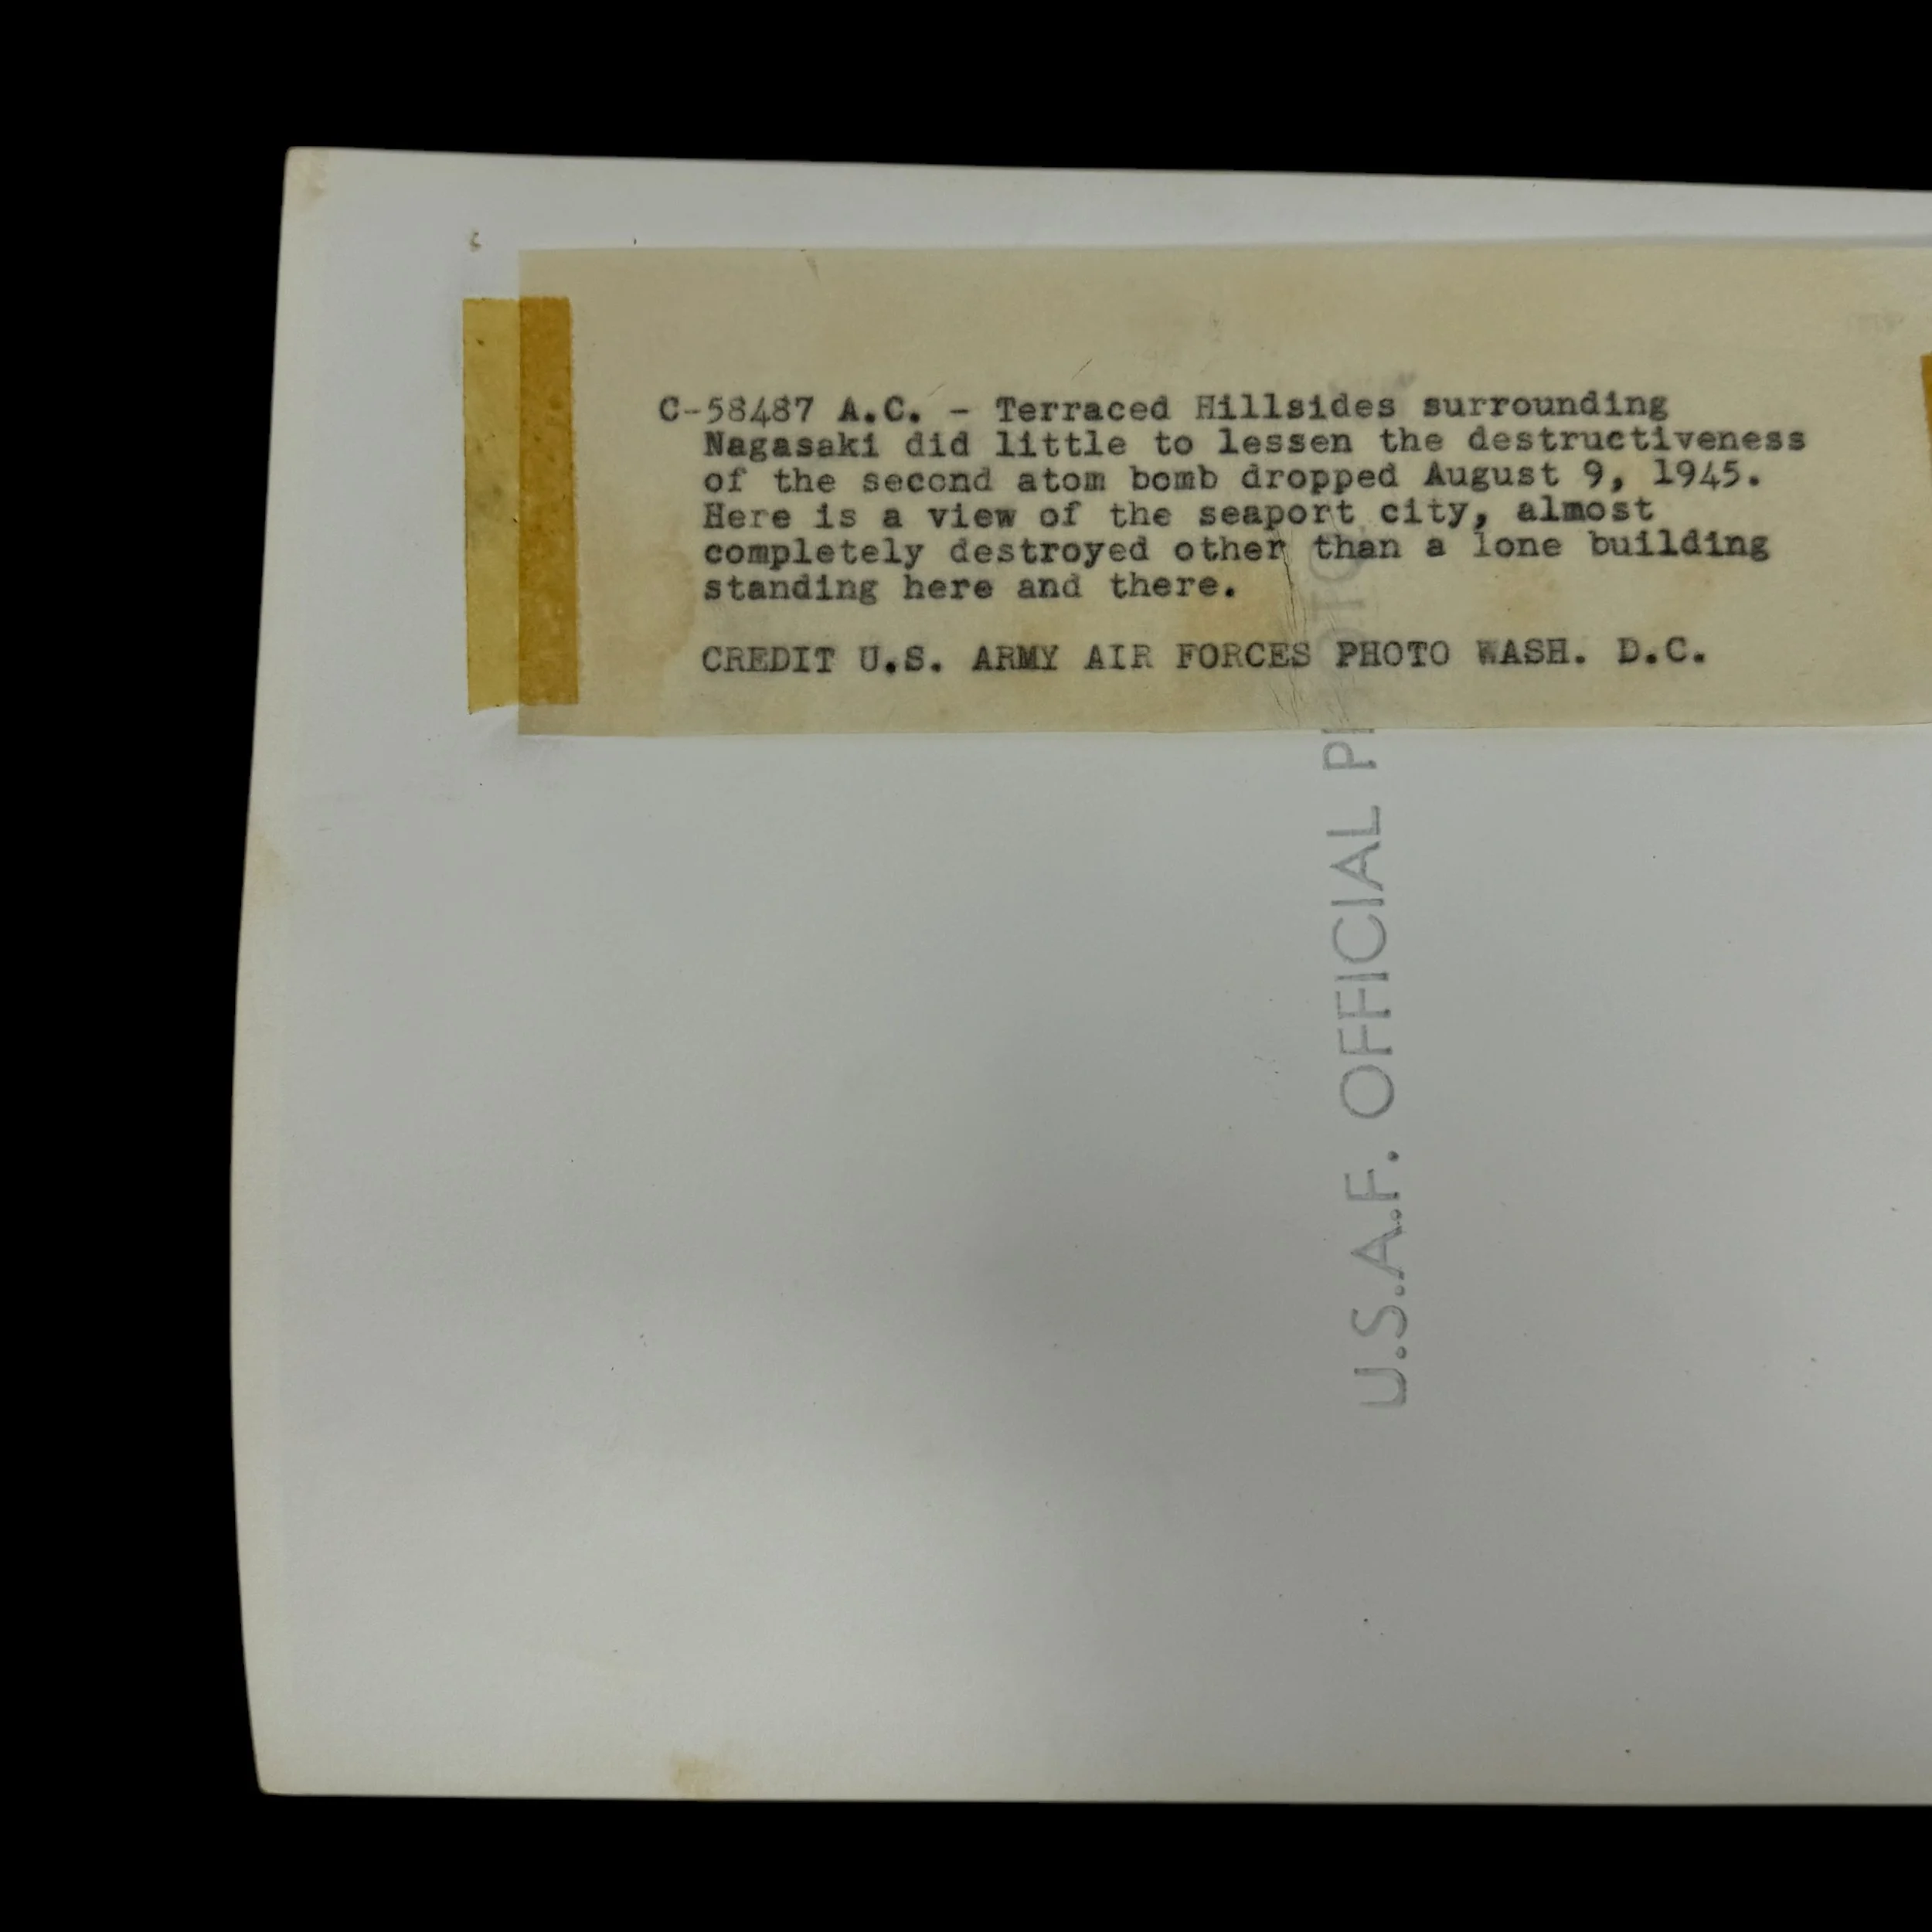 C-58487 A.C. - Terraced Hillsides surrounding
Nagasaki did little to lessen the destructiveness
of the second atom bomb dropped August 9, 1945.
Here is a view of the seaport city, almost
completely destroyed other than a lone building
standing here and there.
CREDIT U.S. ARMY AIR FORCES PHOTO WASH. D.C.
U.S.A.F. OFFICIAL PHOTO